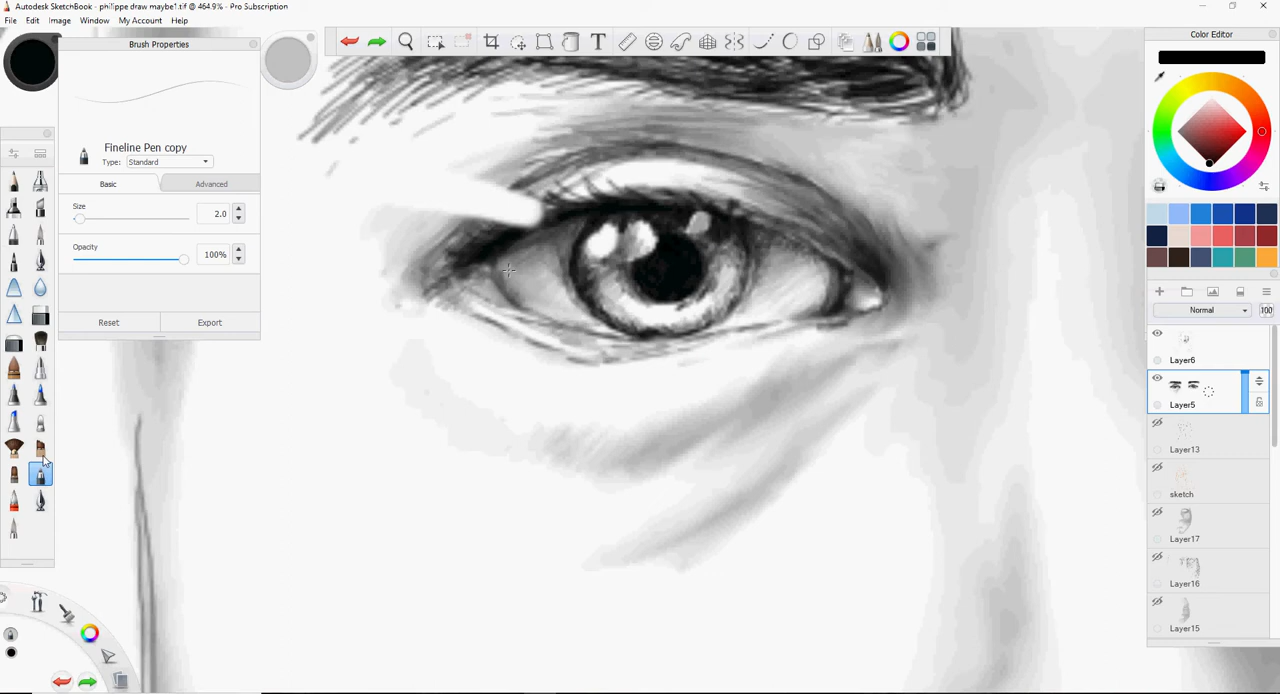 Autodesk SketchBook - philippe draw maybe1.tif @ 464.9% - Pro Subscription
File Edit Image Window My Account Help
Brush Properties
Fineline Pen copy
Type: Standard
Basic Advanced
Size
2.0
Opacity
100%
Reset Export
Color Editor
Normal 100
Layer6
Layer5
Layer13
sketch
Layer17
Layer16
Layer15